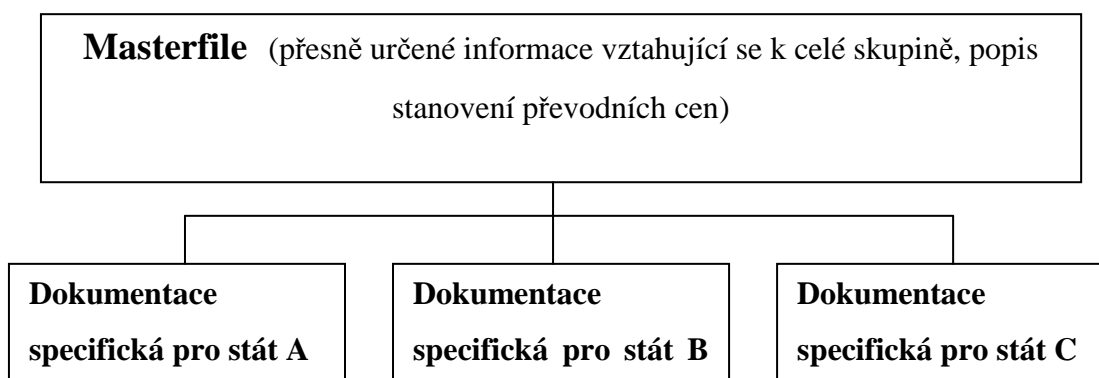 Masterfile (přesně určené informace vztahující se k celé skupině, popis
stanovení převodních cen)
Dokumentace
specifická pro stát A
Dokumentace
specifická pro stát B
Dokumentace
specifická pro stát C